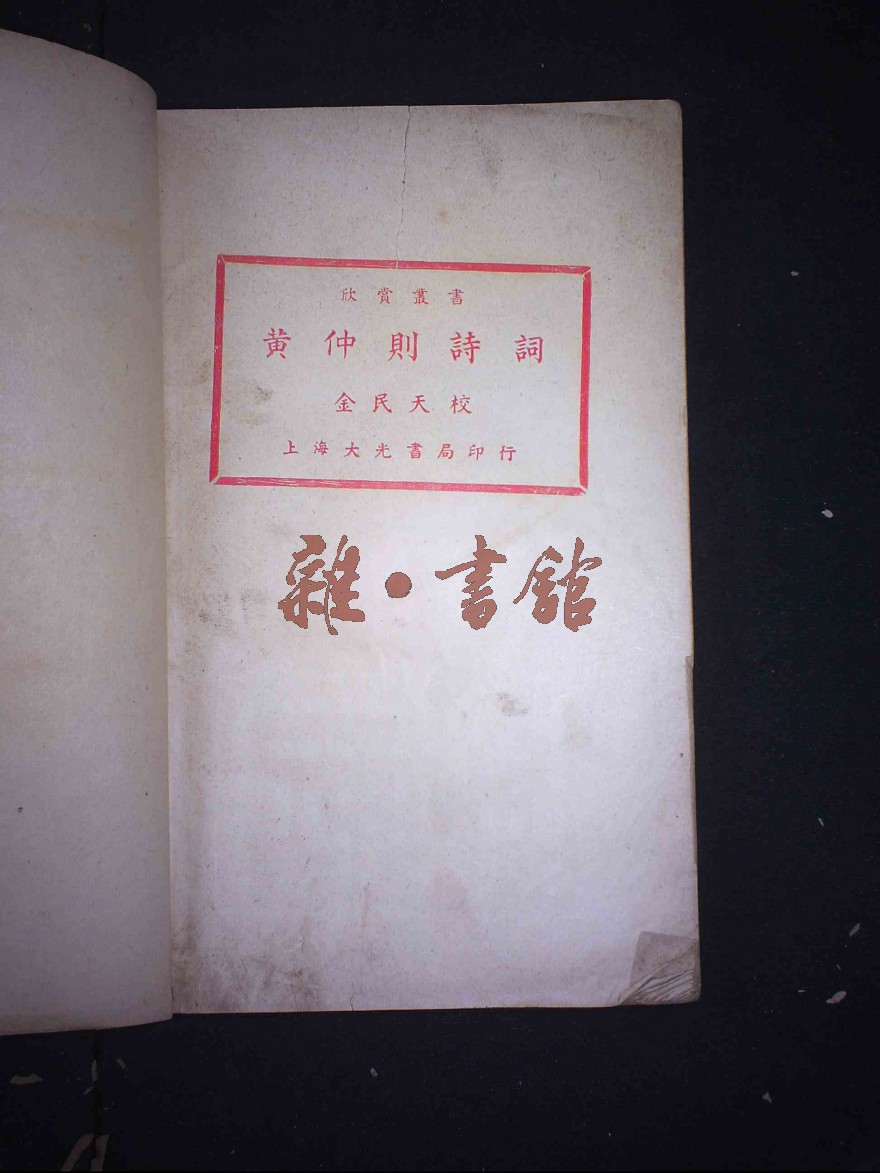 欣賞叢書
黃仲則詩詞
金民天校
上海大光書局印行
雜·書館